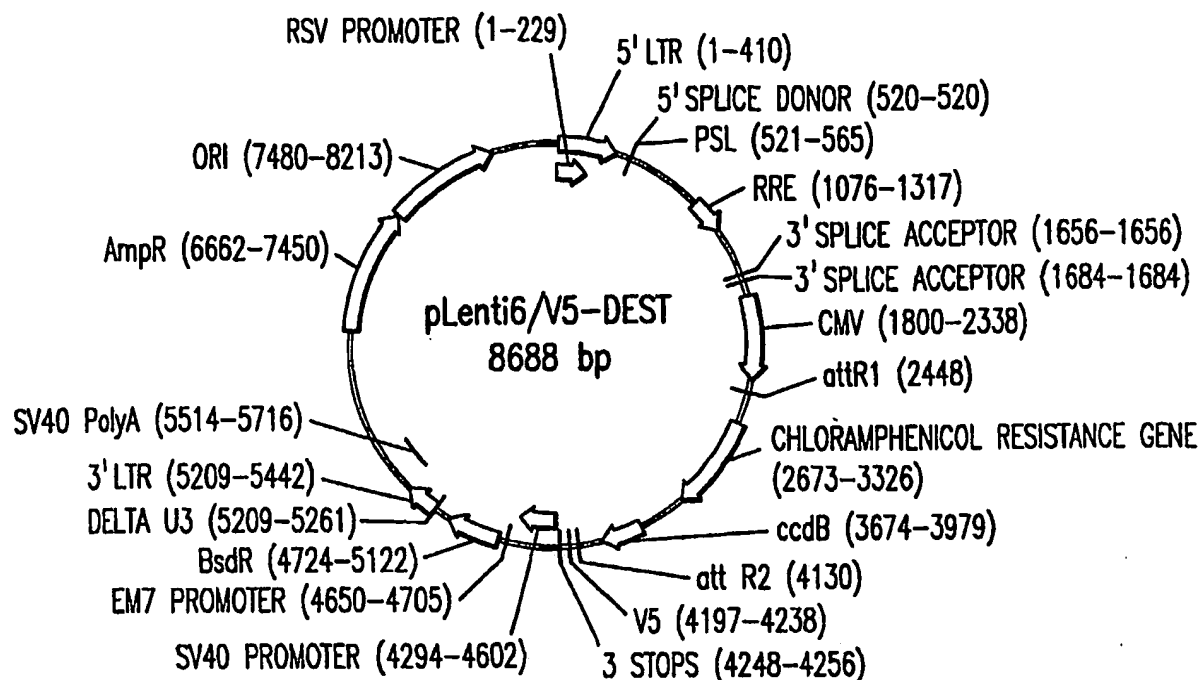 RSV PROMOTER (1-229)
5' LTR (1-410)
5' SPLICE DONOR (520-520)
PSL (521-565)
RRE (1076-1317)
3' SPLICE ACCEPTOR (1656-1656)
3' SPLICE ACCEPTOR (1684-1684)
CMV (1800-2338)
attR1 (2448)
CHLORAMPHENICOL RESISTANCE GENE
(2673-3326)
ccdB (3674-3979)
att R2 (4130)
V5 (4197-4238)
3 STOPS (4248-4256)
SV40 PROMOTER (4294-4602)
EM7 PROMOTER (4650-4705)
BsdR (4724-5122)
DELTA U3 (5209-5261)
3' LTR (5209-5442)
SV40 PolyA (5514-5716)
AmpR (6662-7450)
ORI (7480-8213)
pLenti6/V5-DEST
8688 bp